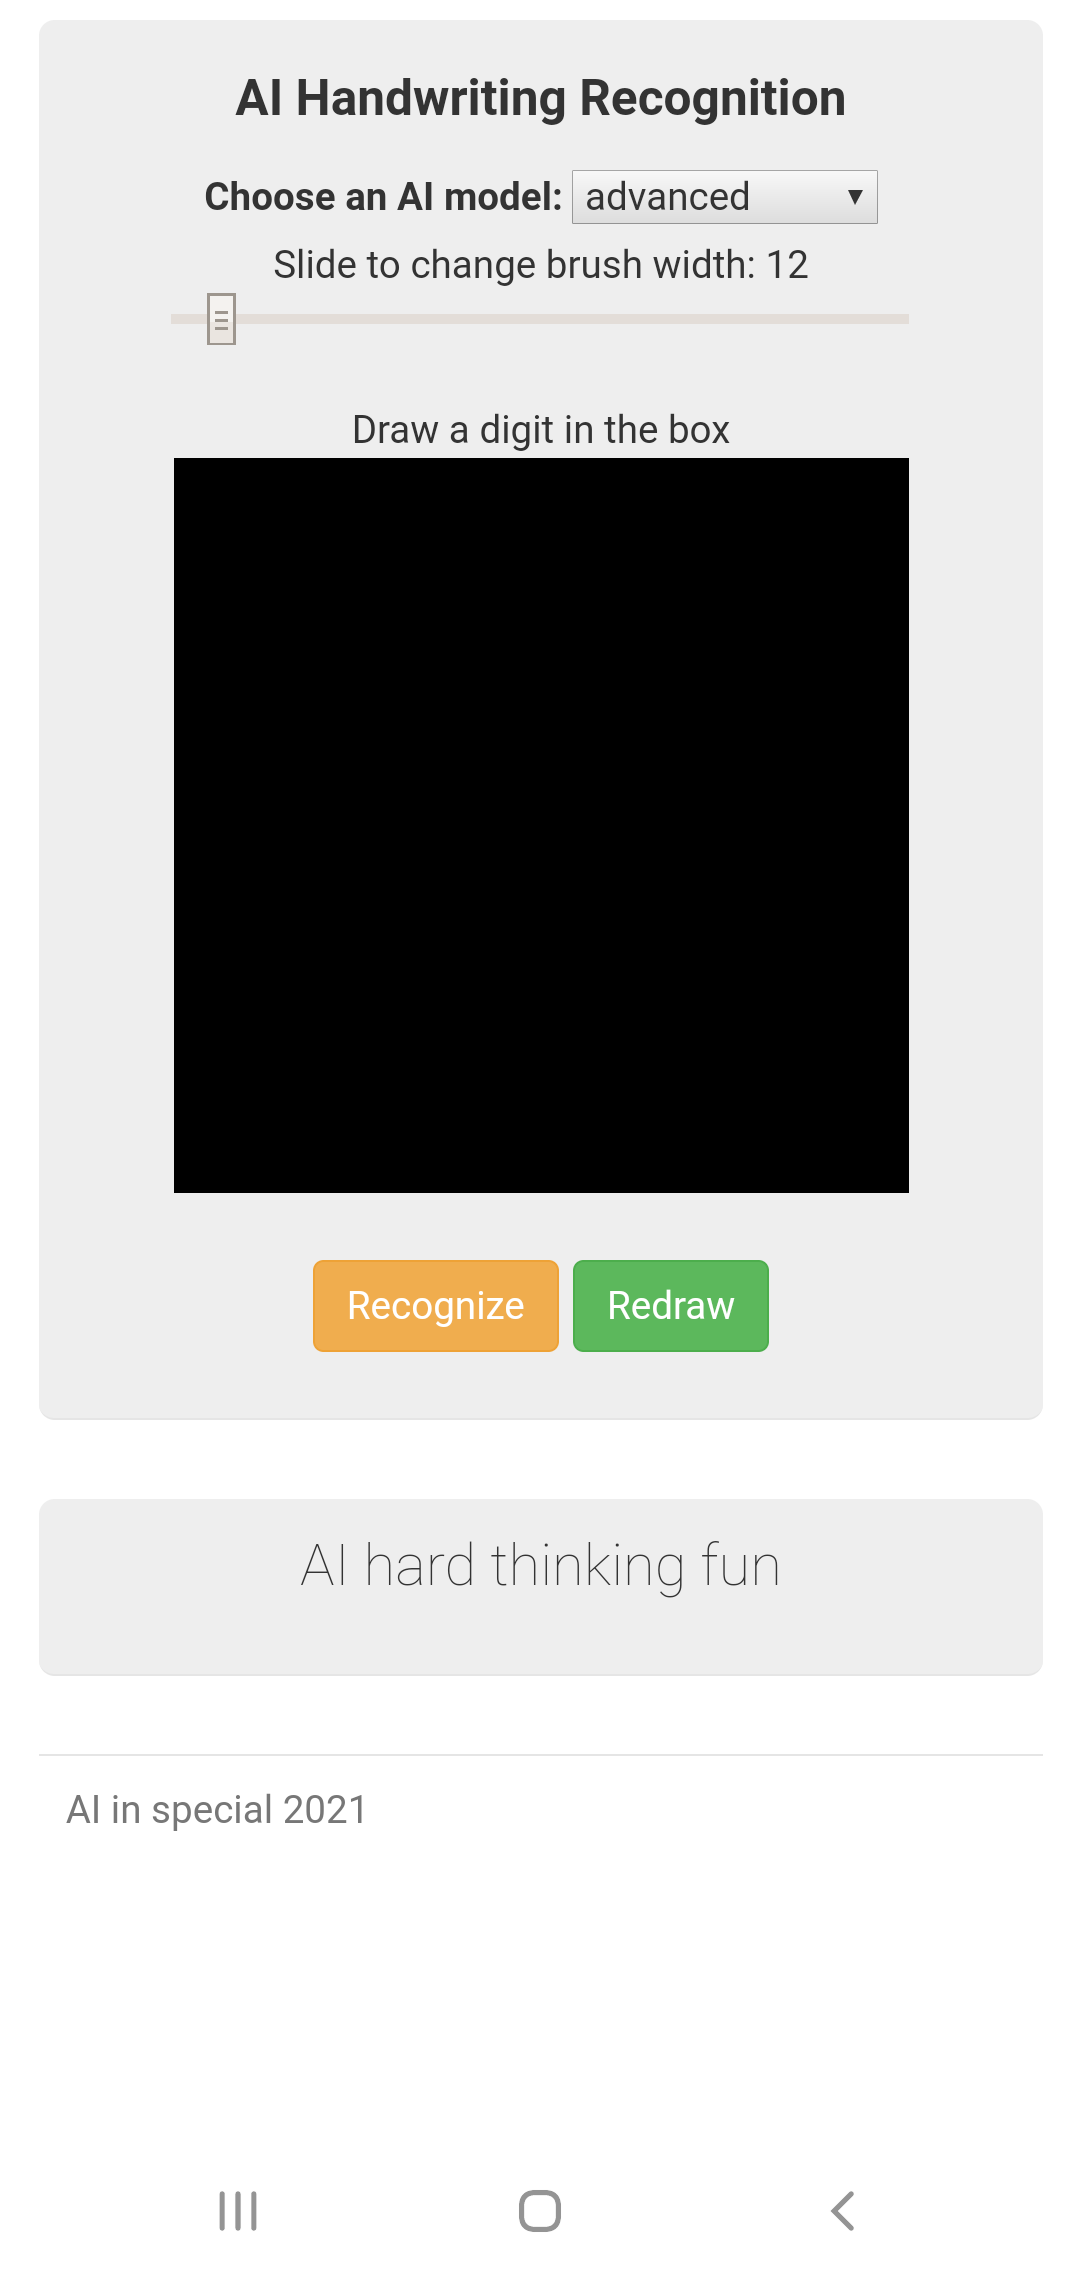 AI Handwriting Recognition
Choose an AI model: advanced
Slide to change brush width: 12
Draw a digit in the box
Recognize Redraw
AI hard thinking fun
AI in special 2021